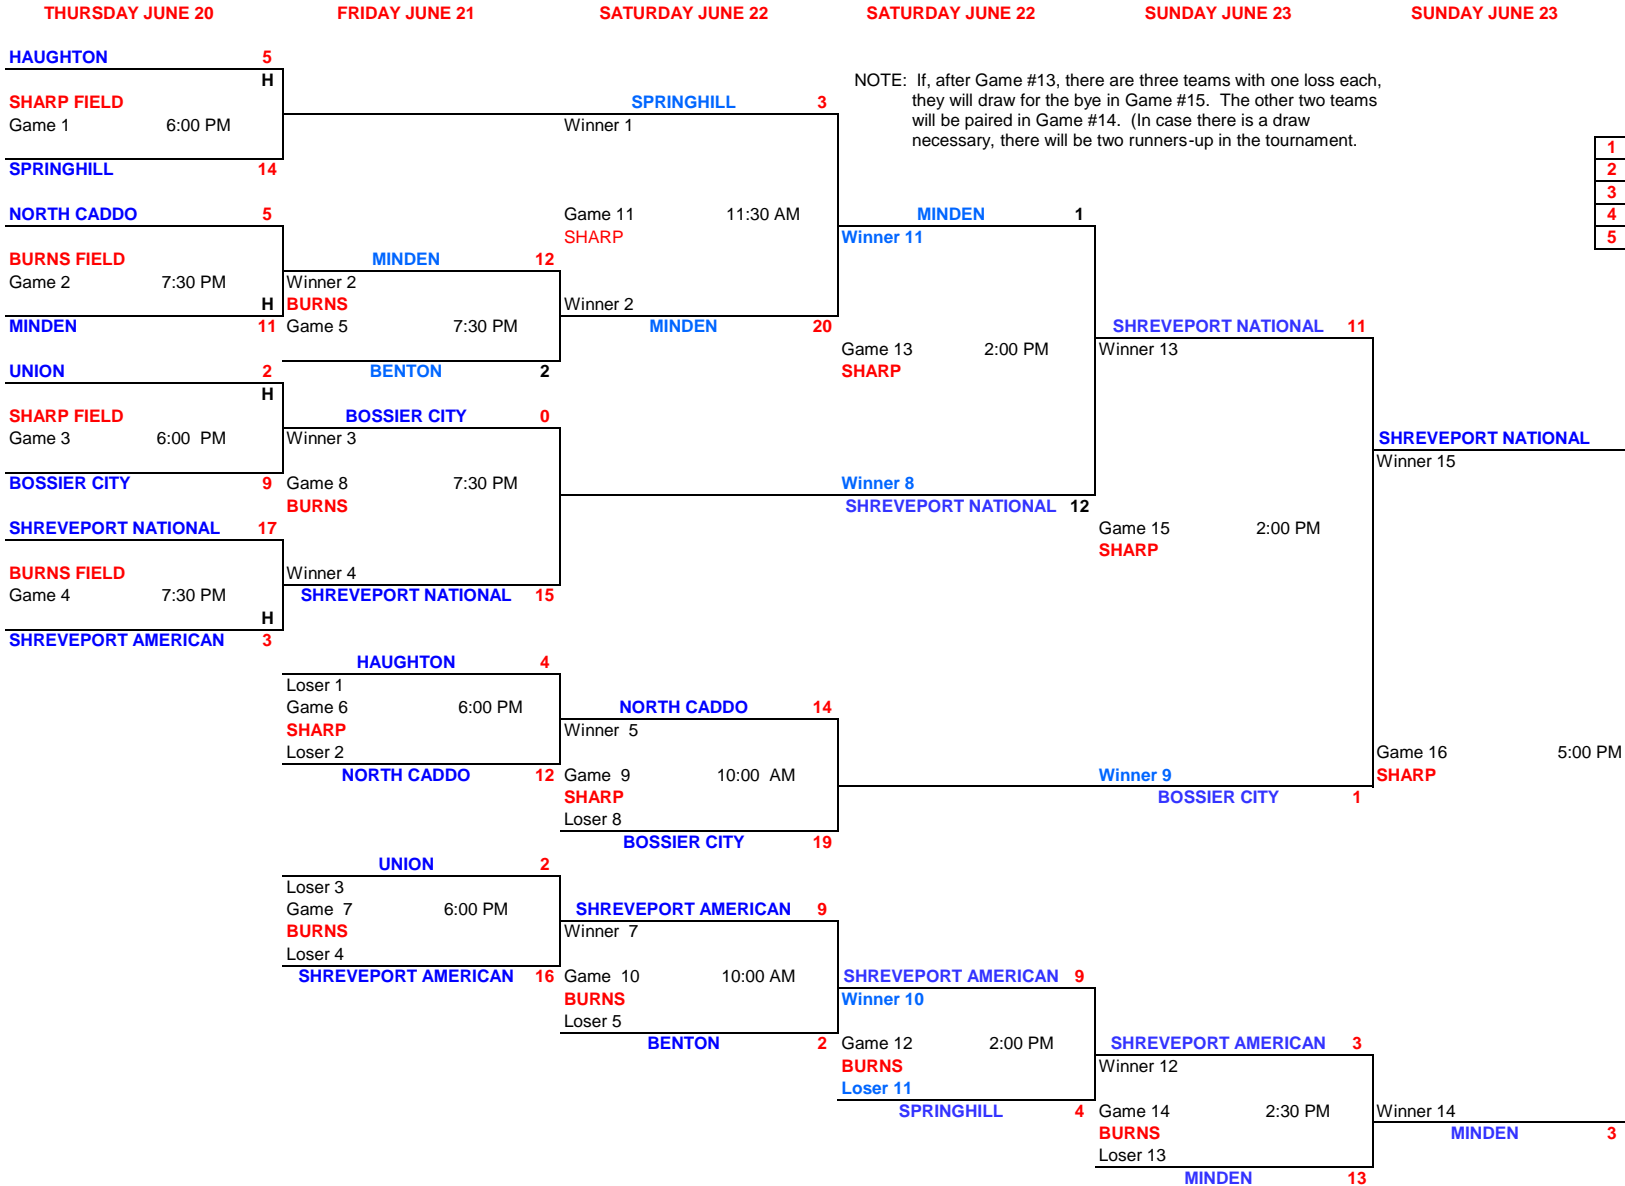 THURSDAY JUNE 20 FRIDAY JUNE 21 SATURDAY JUNE 22 SATURDAY JUNE 22 SUNDAY JUNE 23 SUNDAY JUNE 23
HAUGHTON 5
H
SHARP FIELD
Game 1 6:00 PM
SPRINGHILL 14
NORTH CADDO 5
BURNS FIELD
Game 2 7:30 PM
H
MINDEN 11
UNION 2
H
SHARP FIELD
Game 3 6:00 PM
BOSSIER CITY 9
SHREVEPORT NATIONAL 17
BURNS FIELD
Game 4 7:30 PM
H
SHREVEPORT AMERICAN 3
MINDEN 12
Winner 2
BURNS
Game 5 7:30 PM
BENTON 2
BOSSIER CITY 0
Winner 3
Game 8 7:30 PM
BURNS
Winner 4
SHREVEPORT NATIONAL 15
HAUGHTON 4
Loser 1
Game 6 6:00 PM
SHARP
Loser 2
NORTH CADDO 12
UNION 2
Loser 3
Game 7 6:00 PM
BURNS
Loser 4
SHREVEPORT AMERICAN 16
SPRINGHILL 3
Winner 1
Game 11 11:30 AM
SHARP
Winner 2
MINDEN 20
NORTH CADDO 14
Winner 5
Game 9 10:00 AM
SHARP
Loser 8
BOSSIER CITY 19
SHREVEPORT AMERICAN 9
Winner 7
Game 10 10:00 AM
BURNS
Loser 5
BENTON 2
NOTE: If, after Game #13, there are three teams with one loss each,
they will draw for the bye in Game #15. The other two teams
will be paired in Game #14. (In case there is a draw
necessary, there will be two runners-up in the tournament.
MINDEN 1
Winner 11
Game 13 2:00 PM
SHARP
Winner 8
SHREVEPORT NATIONAL 12
SHREVEPORT AMERICAN 9
Winner 10
Game 12 2:00 PM
BURNS
Loser 11
SPRINGHILL 4
SHREVEPORT NATIONAL 11
Winner 13
Game 15 2:00 PM
SHARP
Winner 9
BOSSIER CITY 1
SHREVEPORT AMERICAN 3
Winner 12
Game 14 2:30 PM
BURNS
Loser 13
MINDEN 13
1
2
3
4
5
SHREVEPORT NATIONAL
Winner 15
Game 16 5:00 PM
SHARP
Winner 14
MINDEN 3